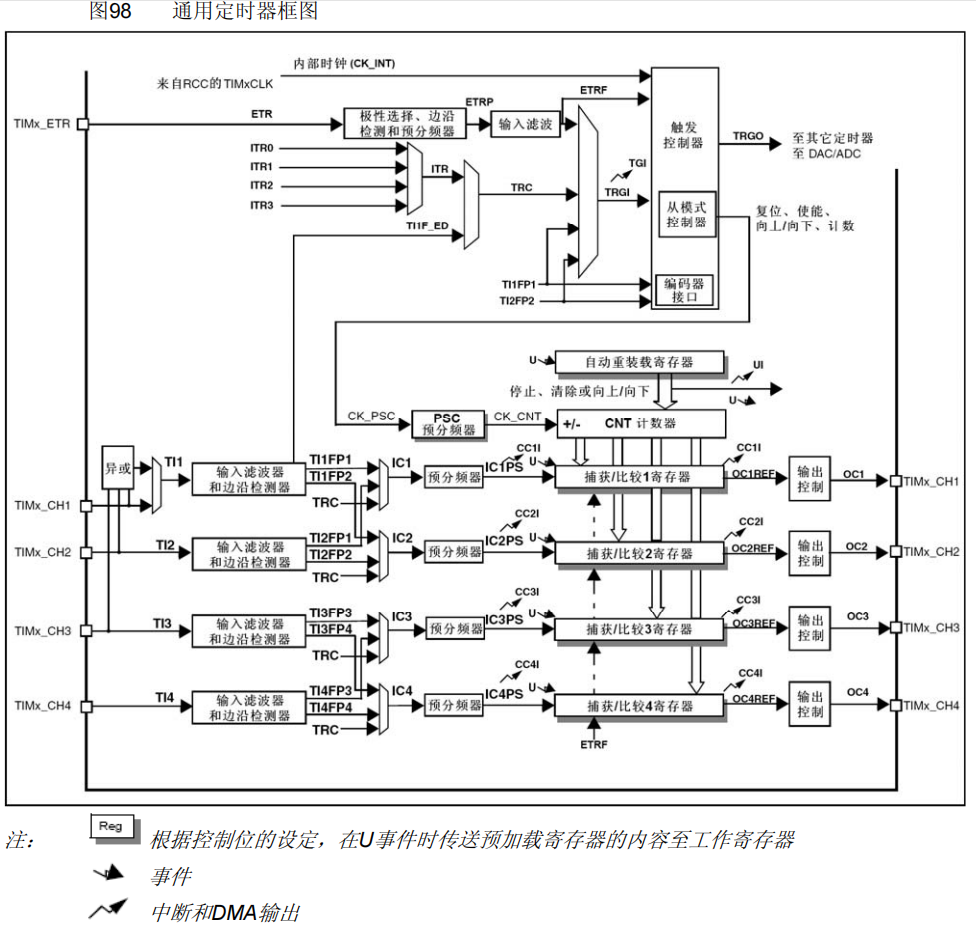 图98 通用定时器框图
内部时钟 (CK_INT)
来自RCC的TIMxCLK
TIMx_ETR
ETR
极性选择、边沿
检测和预分频器
ETRP
输入滤波
ETRF
触发
控制器
TRGO
至其它定时器
至 DAC/ADC
ITR0
ITR1
ITR2
ITR3
ITR
TI1F_ED
TRC
TGI
TRGI
从模式
控制器
复位、使能、
向上/向下、计数
TI1FP1
TI2FP2
编码器
接口
U
自动重装载寄存器
UI
停止、清除或向上/向下
U
CK_PSC
PSC
预分频器
CK_CNT
+/-
CNT 计数器
异或
TI1
输入滤波器
和边沿检测器
TI1FP1
TI1FP2
TRC
IC1
预分频器
IC1PS
CC1I
U
捕获/比较1寄存器
CC1I
OC1REF
输出
控制
OC1
TIMx_CH1
TIMx_CH1
TIMx_CH2
TI2
输入滤波器
和边沿检测器
TI2FP1
TI2FP2
TRC
IC2
预分频器
IC2PS
CC2I
U
捕获/比较2寄存器
CC2I
OC2REF
输出
控制
OC2
TIMx_CH2
TIMx_CH3
TI3
输入滤波器
和边沿检测器
TI3FP3
TI3FP4
TRC
IC3
预分频器
IC3PS
CC3I
U
捕获/比较3寄存器
CC3I
OC3REF
输出
控制
OC3
TIMx_CH3
TIMx_CH4
TI4
输入滤波器
和边沿检测器
TI4FP3
TI4FP4
TRC
IC4
预分频器
IC4PS
CC4I
U
捕获/比较4寄存器
CC4I
OC4REF
输出
控制
OC4
TIMx_CH4
ETRF
注：
Reg
根据控制位的设定，在U事件时传送预加载寄存器的内容至工作寄存器
事件
中断和DMA输出